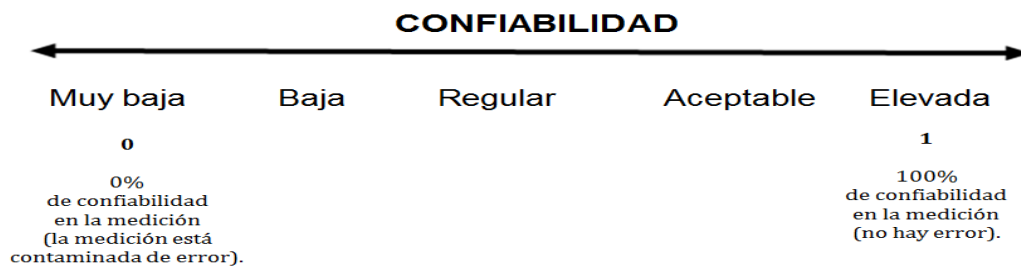 CONFIABILIDAD
Muy baja Baja Regular Aceptable Elevada
0 1
0% 100%
de confiabilidad de confiabilidad
en la medición en la medición
(la medición está (no hay error).
contaminada de error).